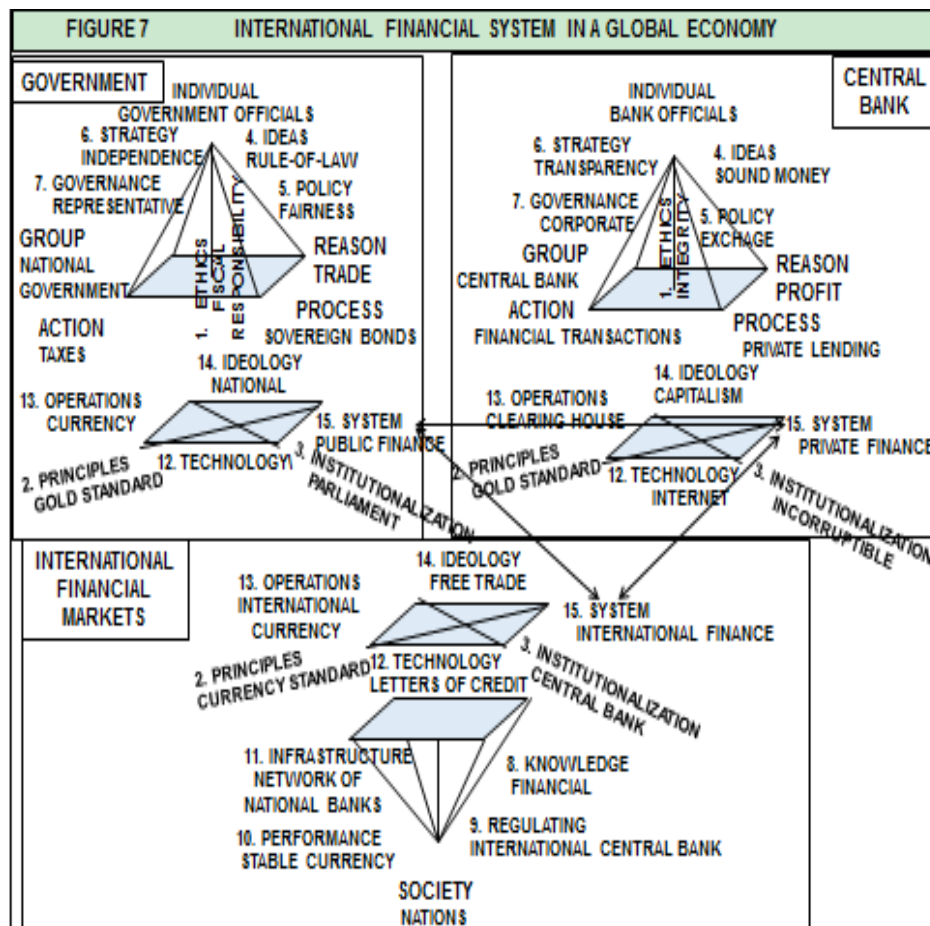 FIGURE 7 INTERNATIONAL FINANCIAL SYSTEM IN A GLOBAL ECONOMY
GOVERNMENT
INDIVIDUAL
GOVERNMENT OFFICIALS
6. STRATEGY
INDEPENDENCE
4. IDEAS
RULE-OF-LAW
7. GOVERNANCE
REPRESENTATIVE
5. POLICY
FAIRNESS
1. ETHICS
FISCAL
RESPONSIBILITY
GROUP
NATIONAL
GOVERNMENT
REASON
TRADE
ACTION
TAXES
PROCESS
SOVEREIGN BONDS
14. IDEOLOGY
NATIONAL
13. OPERATIONS
CURRENCY
15. SYSTEM
PUBLIC FINANCE
2. PRINCIPLES
GOLD STANDARD
12. TECHNOLOGY\
3. INSTITUTIONALIZATION
PARLIAMENT
CENTRAL
BANK
INDIVIDUAL
BANK OFFICIALS
6. STRATEGY
TRANSPARENCY
4. IDEAS
SOUND MONEY
7. GOVERNANCE
CORPORATE
5. POLICY
EXCHAGE
1. ETHICS
INTEGRITY
GROUP
CENTRAL BANK
REASON
PROFIT
ACTION
FINANCIAL TRANSACTIONS
PROCESS
PRIVATE LENDING
14. IDEOLOGY
CAPITALISM
13. OPERATIONS
CLEARING HOUSE
15. SYSTEM
PRIVATE FINANCE
2. PRINCIPLES
GOLD STANDARD
12. TECHNOLOGY
INTERNET
3. INSTITUTIONALIZATION
INCORRUPTIBLE
INTERNATIONAL
FINANCIAL
MARKETS
14. IDEOLOGY
FREE TRADE
13. OPERATIONS
INTERNATIONAL
CURRENCY
15. SYSTEM
INTERNATIONAL FINANCE
2. PRINCIPLES
CURRENCY STANDARD
12. TECHNOLOGY
LETTERS OF CREDIT
3. INSTITUTIONALIZATION
CENTRAL BANK
11. INFRASTRUCTURE
NETWORK OF
NATIONAL BANKS
8. KNOWLEDGE
FINANCIAL
10. PERFORMANCE
STABLE CURRENCY
9. REGULATING
INTERNATIONAL CENTRAL BANK
SOCIETY
NATIONS